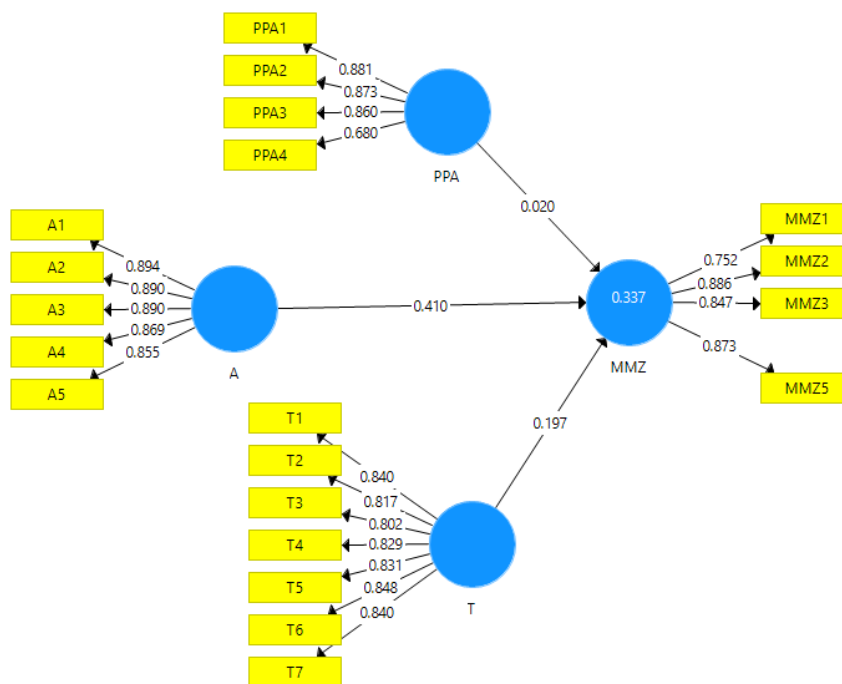 PPA1
PPA2
PPA3
PPA4
0.881
0.873
0.860
0.680
PPA
0.020
A1
A2
A3
A4
A5
0.894
0.890
0.890
0.869
0.855
A
0.410
MMZ1
MMZ2
MMZ3
MMZ5
0.752
0.886
0.847
0.873
0.337
MMZ
0.197
T1
T2
T3
T4
T5
T6
T7
0.840
0.817
0.802
0.829
0.831
0.848
0.840
T